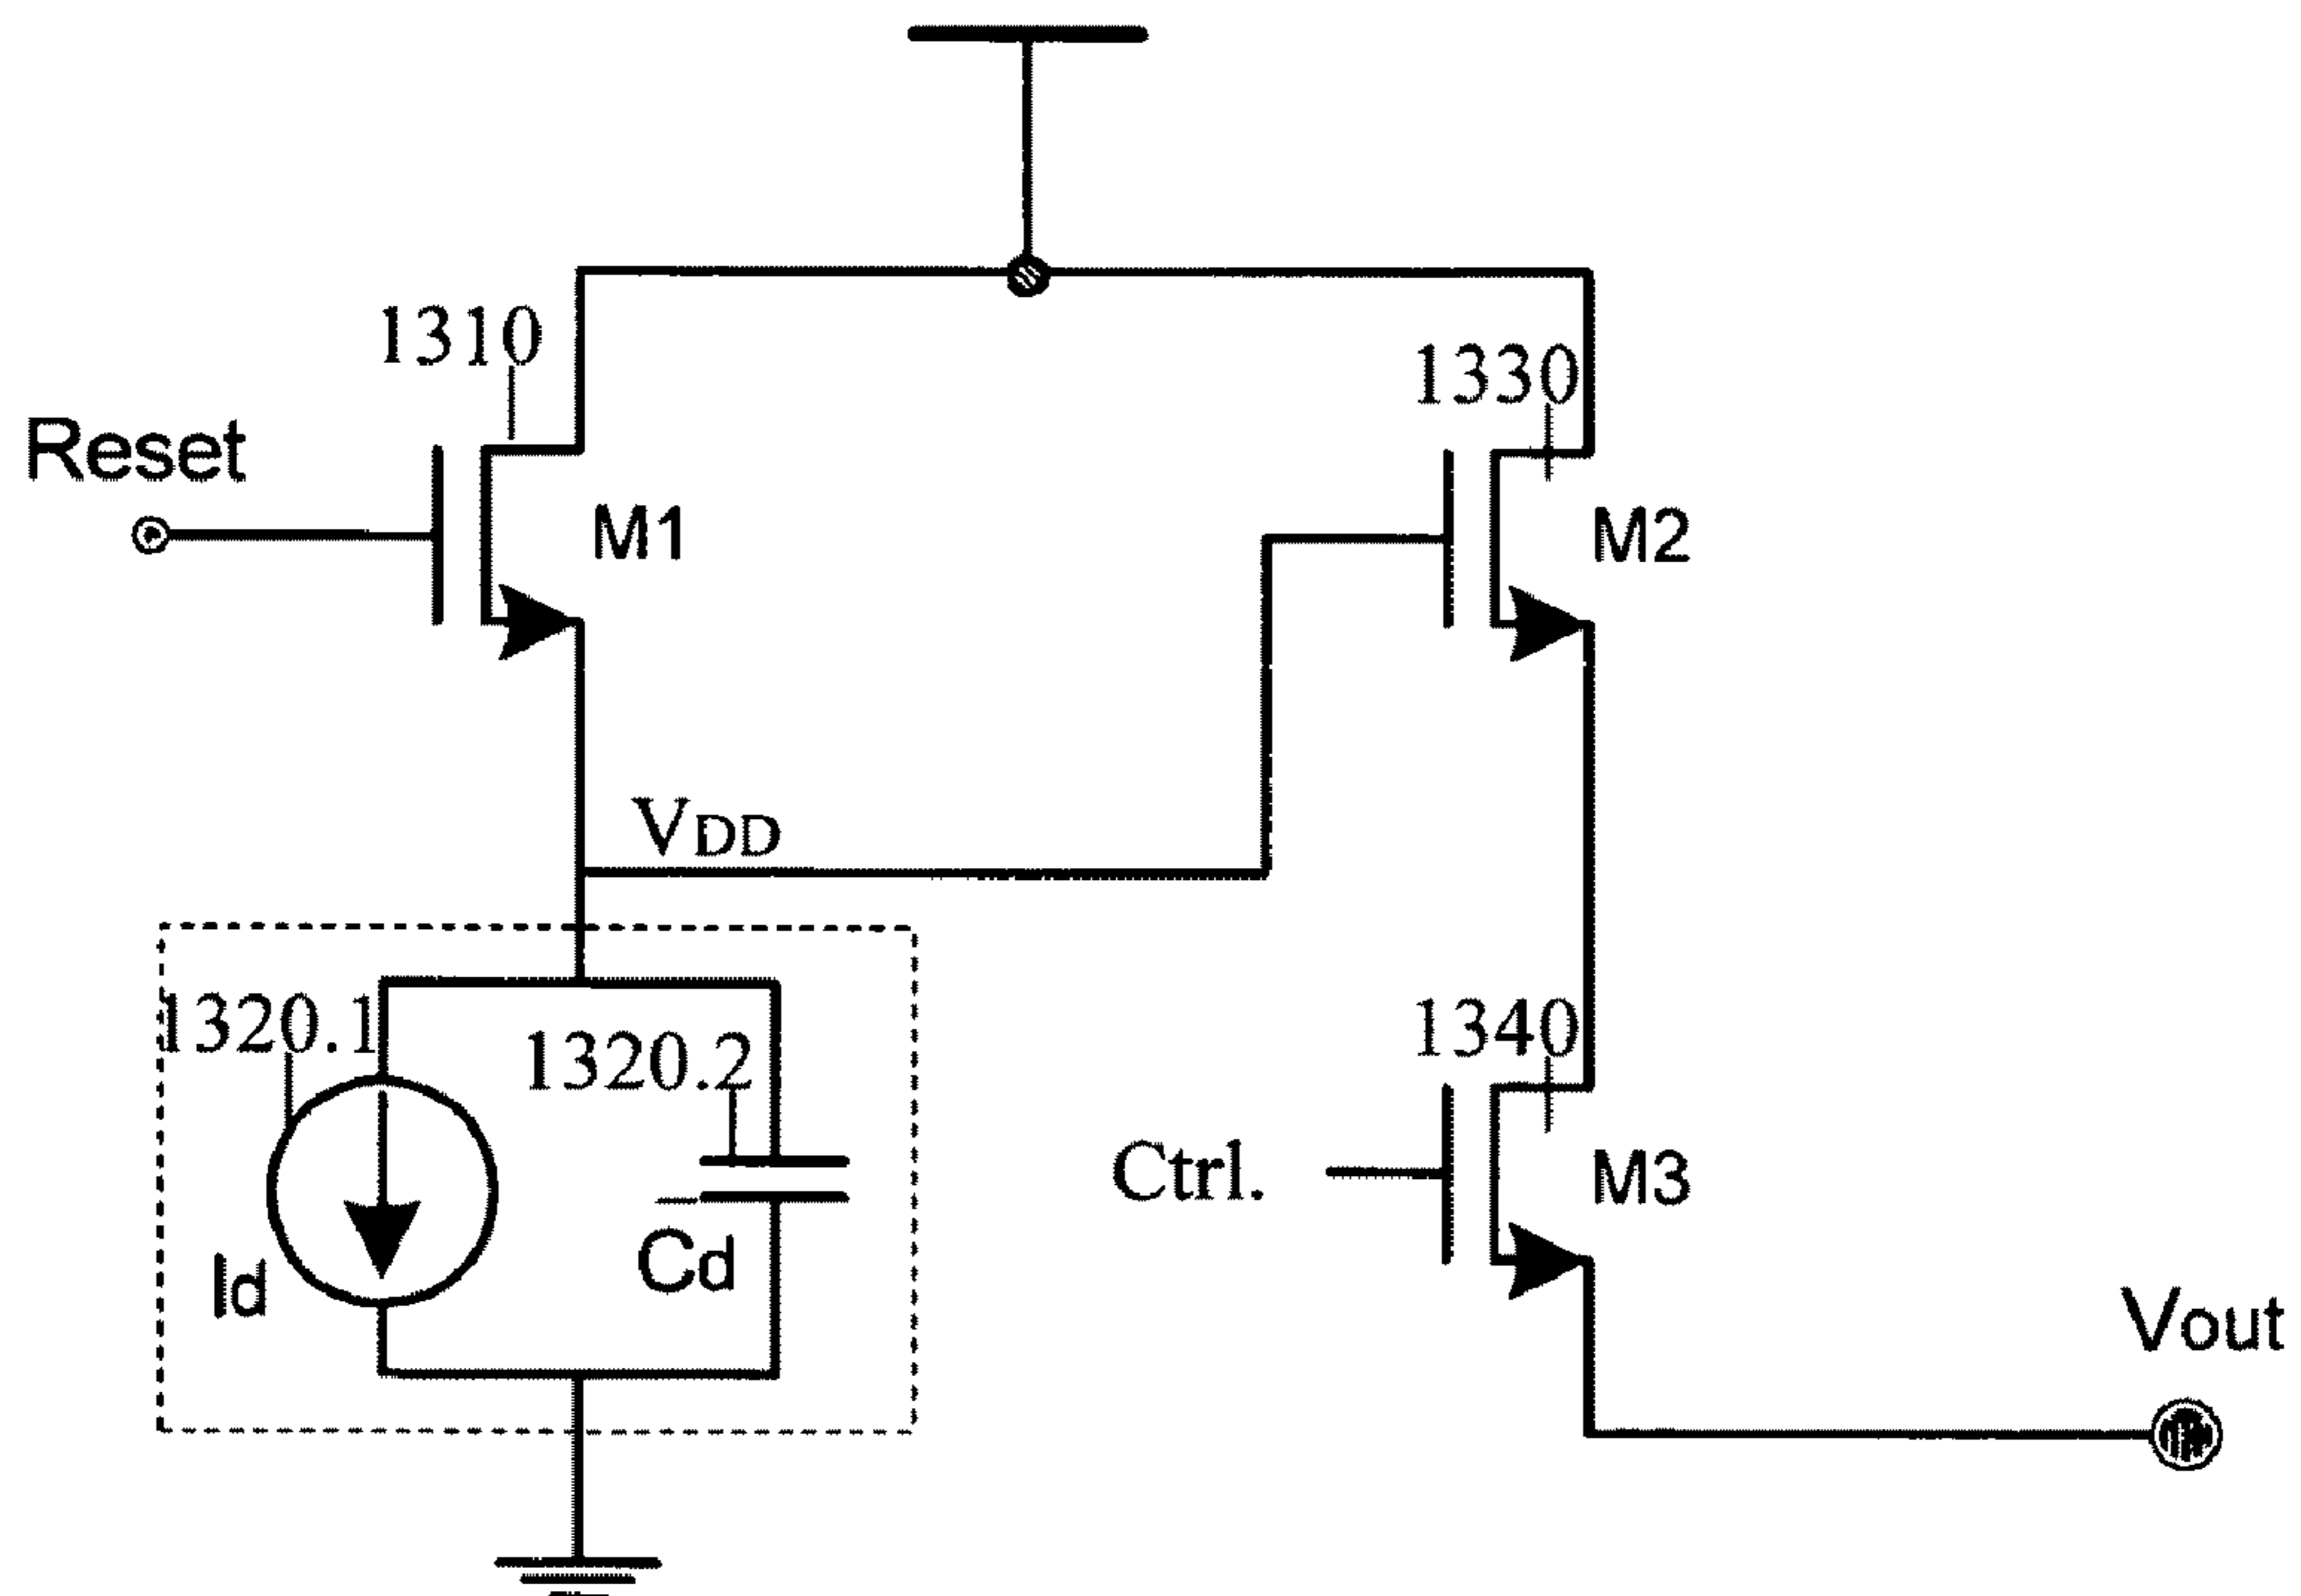 1310
1330
Reset
M1
M2
VDD
1320.1
1320.2
1340
Ctrl.
M3
Cd
Id
Vout